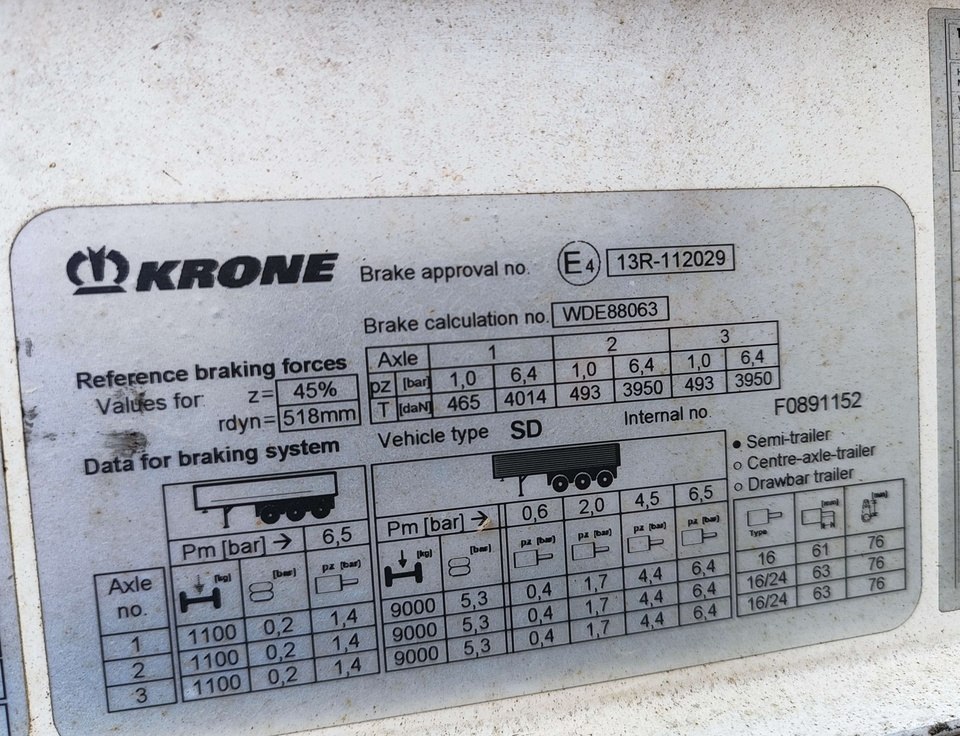 KRONE Brake approval no. E4 13R-112029
Brake calculation no. WDE88063
Reference braking forces
Values for z= 45%
rdyn= 518mm
Axle 1 2 3
pz [bar] 1,0 6,4 1,0 6,4 1,0 6,4
T [daN] 465 4014 493 3950 493 3950
Data for braking system Vehicle type SD Internal no. F0891152
● Semi-trailer
○ Centre-axle-trailer
○ Drawbar trailer
Pm [bar] → 6,5 Pm [bar] → 0,6 2,0 4,5 6,5
Axle no. [kg] [bar] pz [bar] [kg] [bar] pz [bar] pz [bar] pz [bar] pz [bar] Type [mm] [mm]
1 1100 0,2 1,4 9000 5,3 0,4 1,7 4,4 6,4 16 61 76
2 1100 0,2 1,4 9000 5,3 0,4 1,7 4,4 6,4 16/24 63 76
3 1100 0,2 1,4 9000 5,3 0,4 1,7 4,4 6,4 16/24 63 76